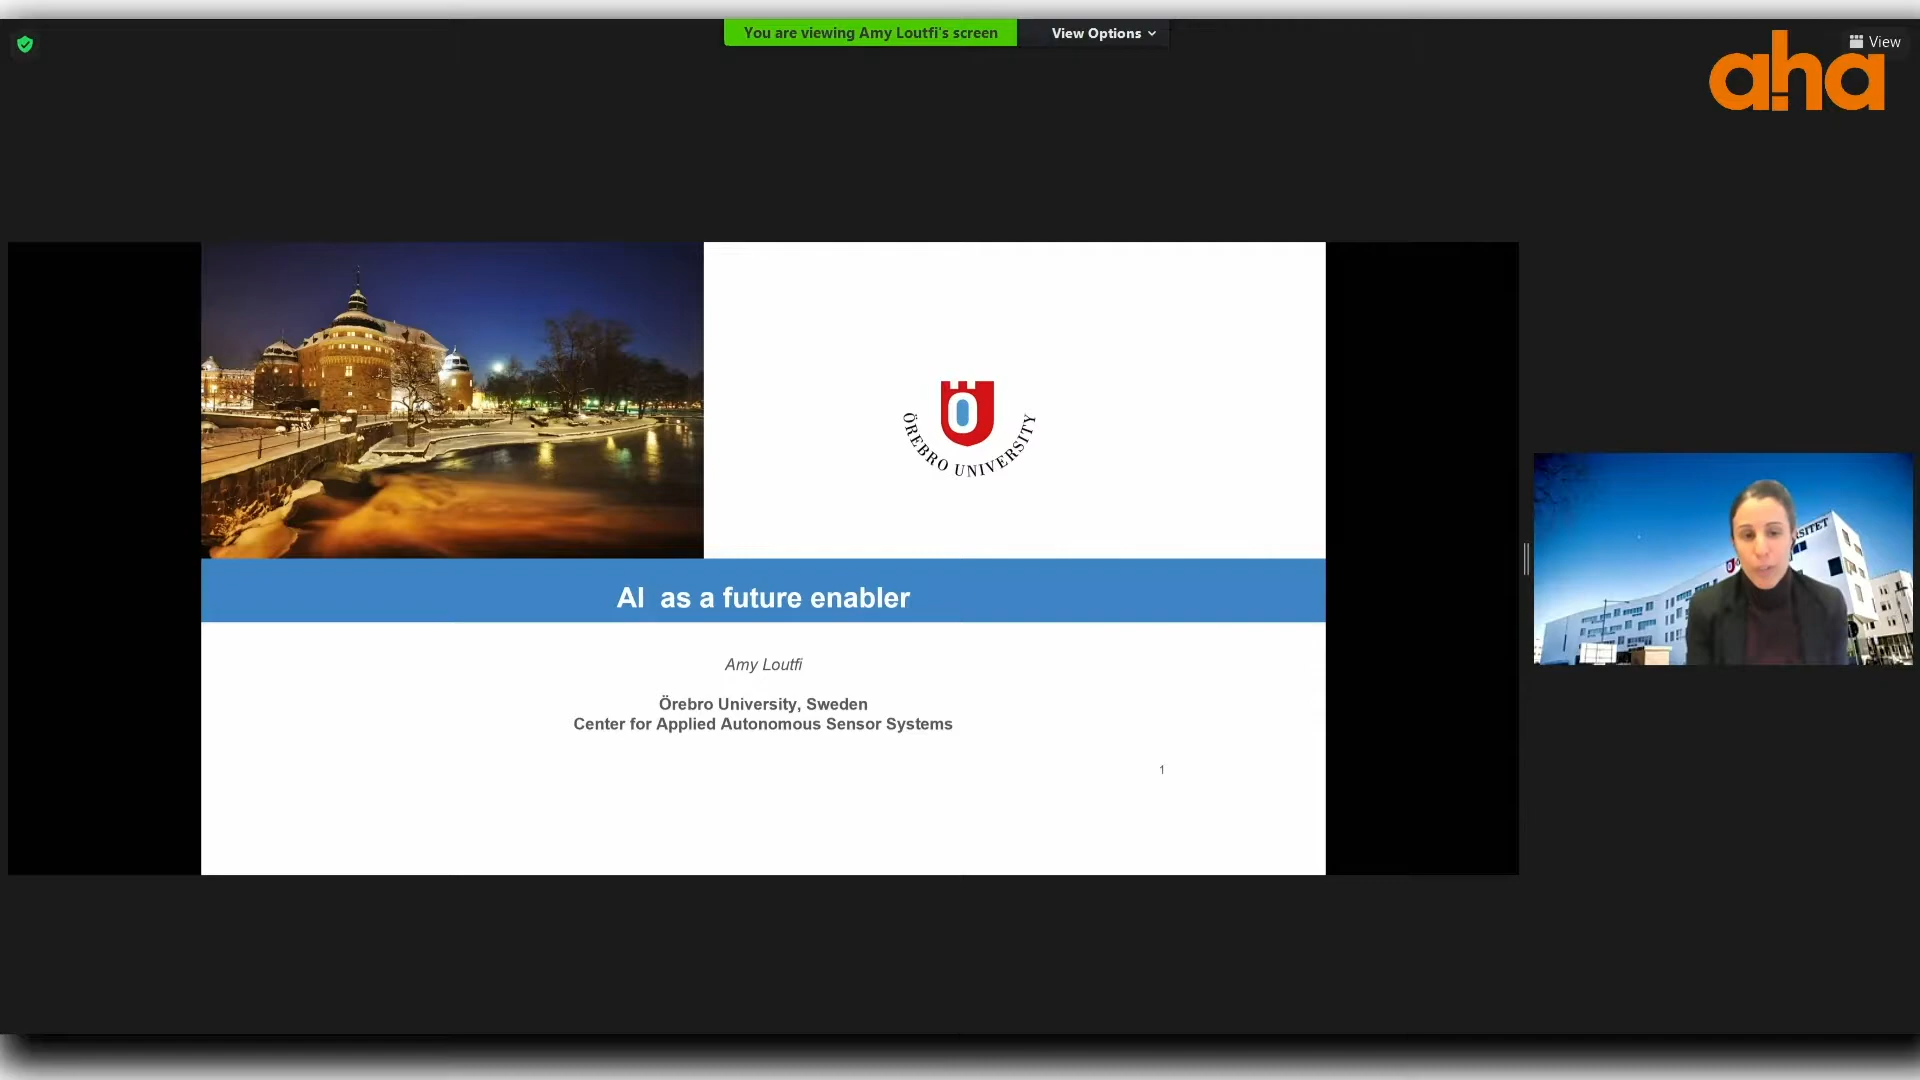 You are viewing Amy Loutfi's screen
View Options
View
aha
ÖREBRO UNIVERSITY
AI as a future enabler
Amy Loutfi
Örebro University, Sweden
Center for Applied Autonomous Sensor Systems
1
RSITET